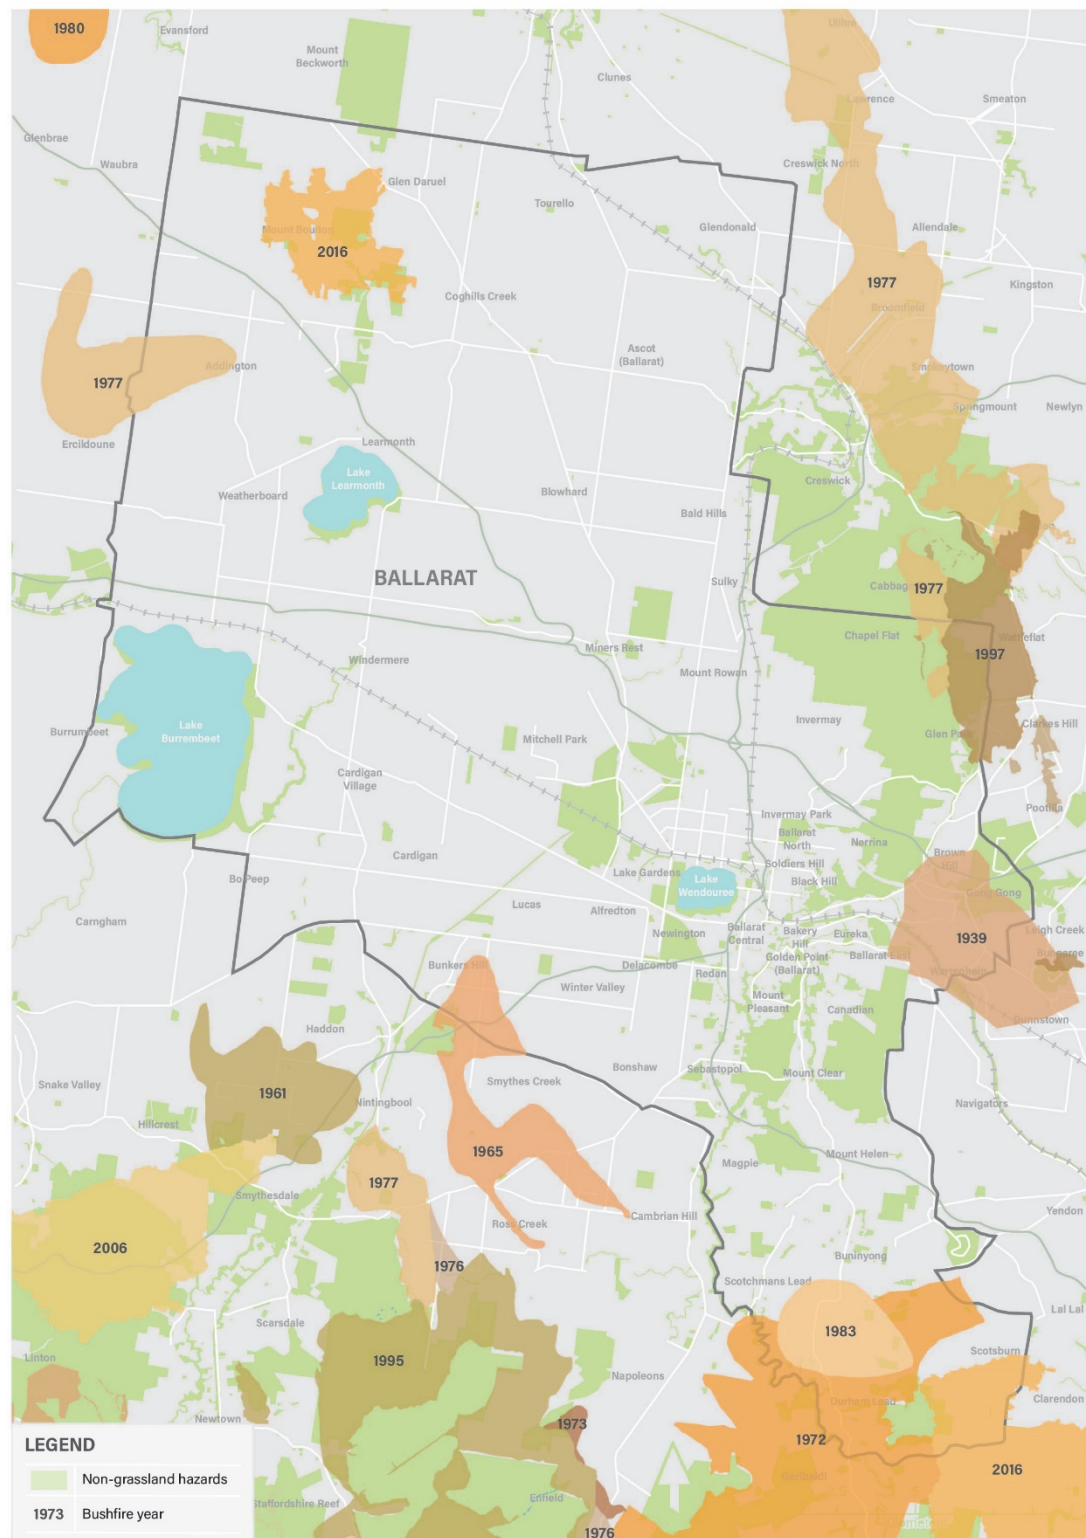 1980
Evansford
Ullina
Mount
Beckworth
Clunes
Lawrence
Smeaton
Glenbrae
Waubra
Creswick North
Glen Daruel
Tourello
Glendonald
Allendale
Mount Bolton
2016
1977
Kingston
Coghills Creek
Broomfield
Ascot
(Ballarat)
Addington
Smokeytown
1977
Springmount
Newlyn
Ercildoune
Learmonth
Lake
Learmonth
Creswick
Weatherboard
Blowhard
Bald Hills
BALLARAT
Sulky
Cabbag
1977
Chapel Flat
Wattleflat
Miners Rest
1997
Windermere
Mount Rowan
Burrumbeet
Lake
Burrembeet
Invermay
Clarkes Hill
Mitchell Park
Glen Park
Cardigan
Village
Pootilla
Invermay Park
Ballarat
North
Nerrina
Brown
Hill
Cardigan
Soldiers Hill
Lake Gardens
Lake
Wendouree
Black Hill
Bo Peep
Gong Gong
Lucas
Alfredton
Carngham
Newington
Ballarat
Central
Bakery
Hill
Eureka
1939
Leigh Creek
Bungaree
Bunkers Hill
Delacombe
Golden Point
(Ballarat)
Ballarat East
Redan
Warrenheip
Winter Valley
Mount
Pleasant
Canadian
Dunnstown
Haddon
Bonshaw
Sebastopol
Mount Clear
Smythes Creek
Snake Valley
1961
Nintingbool
Navigators
Hillcrest
1965
Mount Helen
Magpie
1977
Smythesdale
Ross Creek
Cambrian Hill
Yendon
2006
Buninyong
1976
Scotchmans Lead
Scarsdale
Lal Lal
1983
Scotsburn
1995
Linton
Napoleons
Clarendon
Durham Lead
Newtown
1973
1972
2016
Garibaldi
LEGEND
Non-grassland hazards
1973 Bushfire year
Staffordshire Reef
Enfield
1976